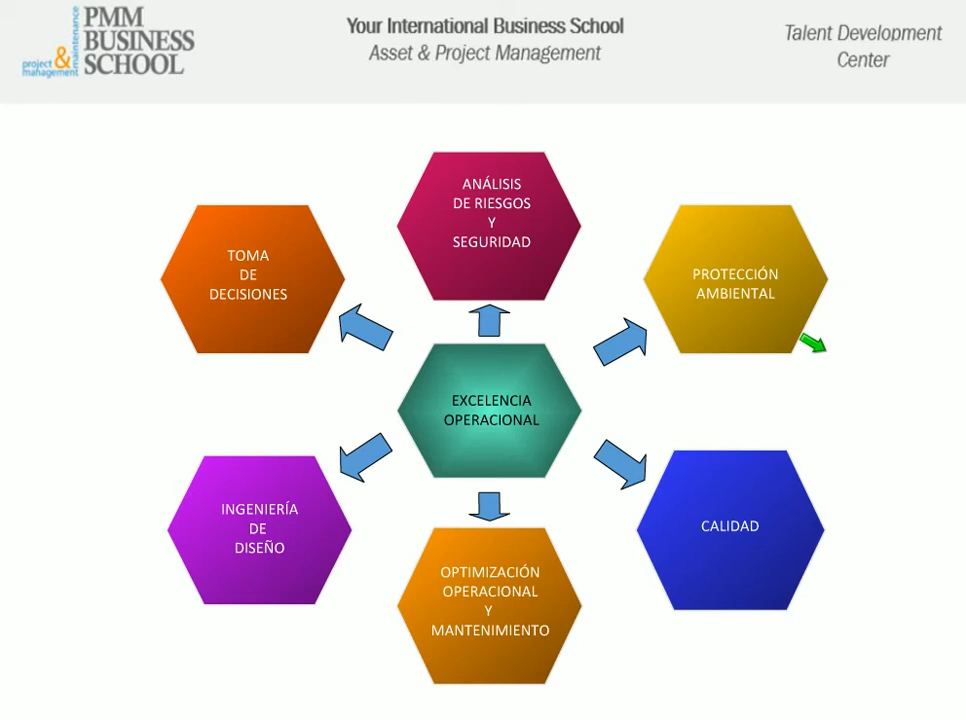 PMM
BUSINESS
SCHOOL
project
&
management
maintenance
Your International Business School
Asset & Project Management
Talent Development
Center
ANÁLISIS
DE RIESGOS
Y
SEGURIDAD
TOMA
DE
DECISIONES
PROTECCIÓN
AMBIENTAL
EXCELENCIA
OPERACIONAL
INGENIERÍA
DE
DISEÑO
CALIDAD
OPTIMIZACIÓN
OPERACIONAL
Y
MANTENIMIENTO